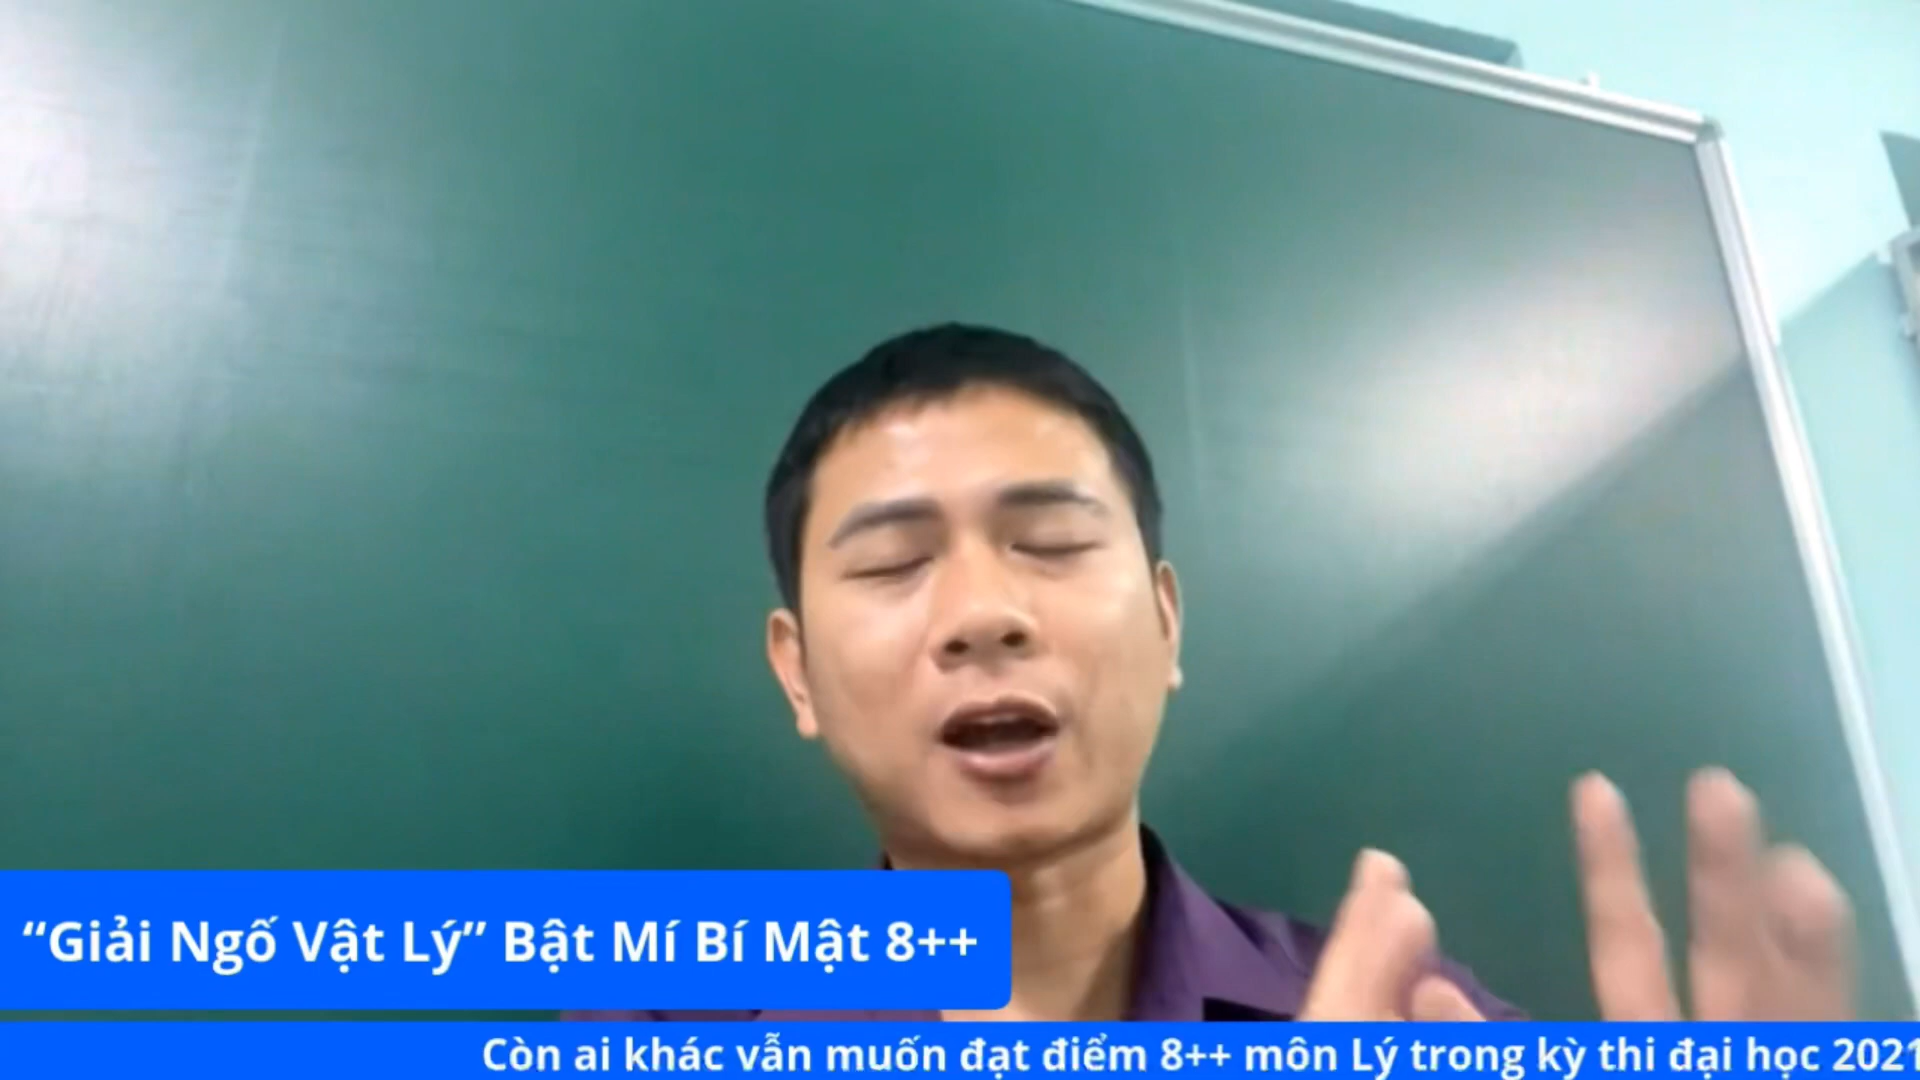 “Giải Ngố Vật Lý” Bật Mí Bí Mật 8++
Còn ai khác vẫn muốn đạt điểm 8++ môn Lý trong kỳ thi đại học 2021